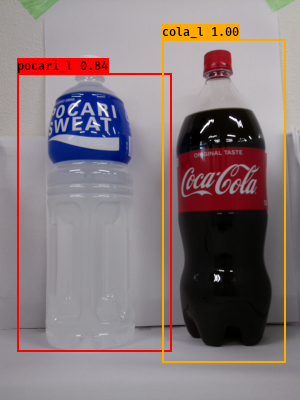 cola_l 1.00
pocari_l 0.84
POCARI
SWEAT
ORIGINAL TASTE
Coca-Cola